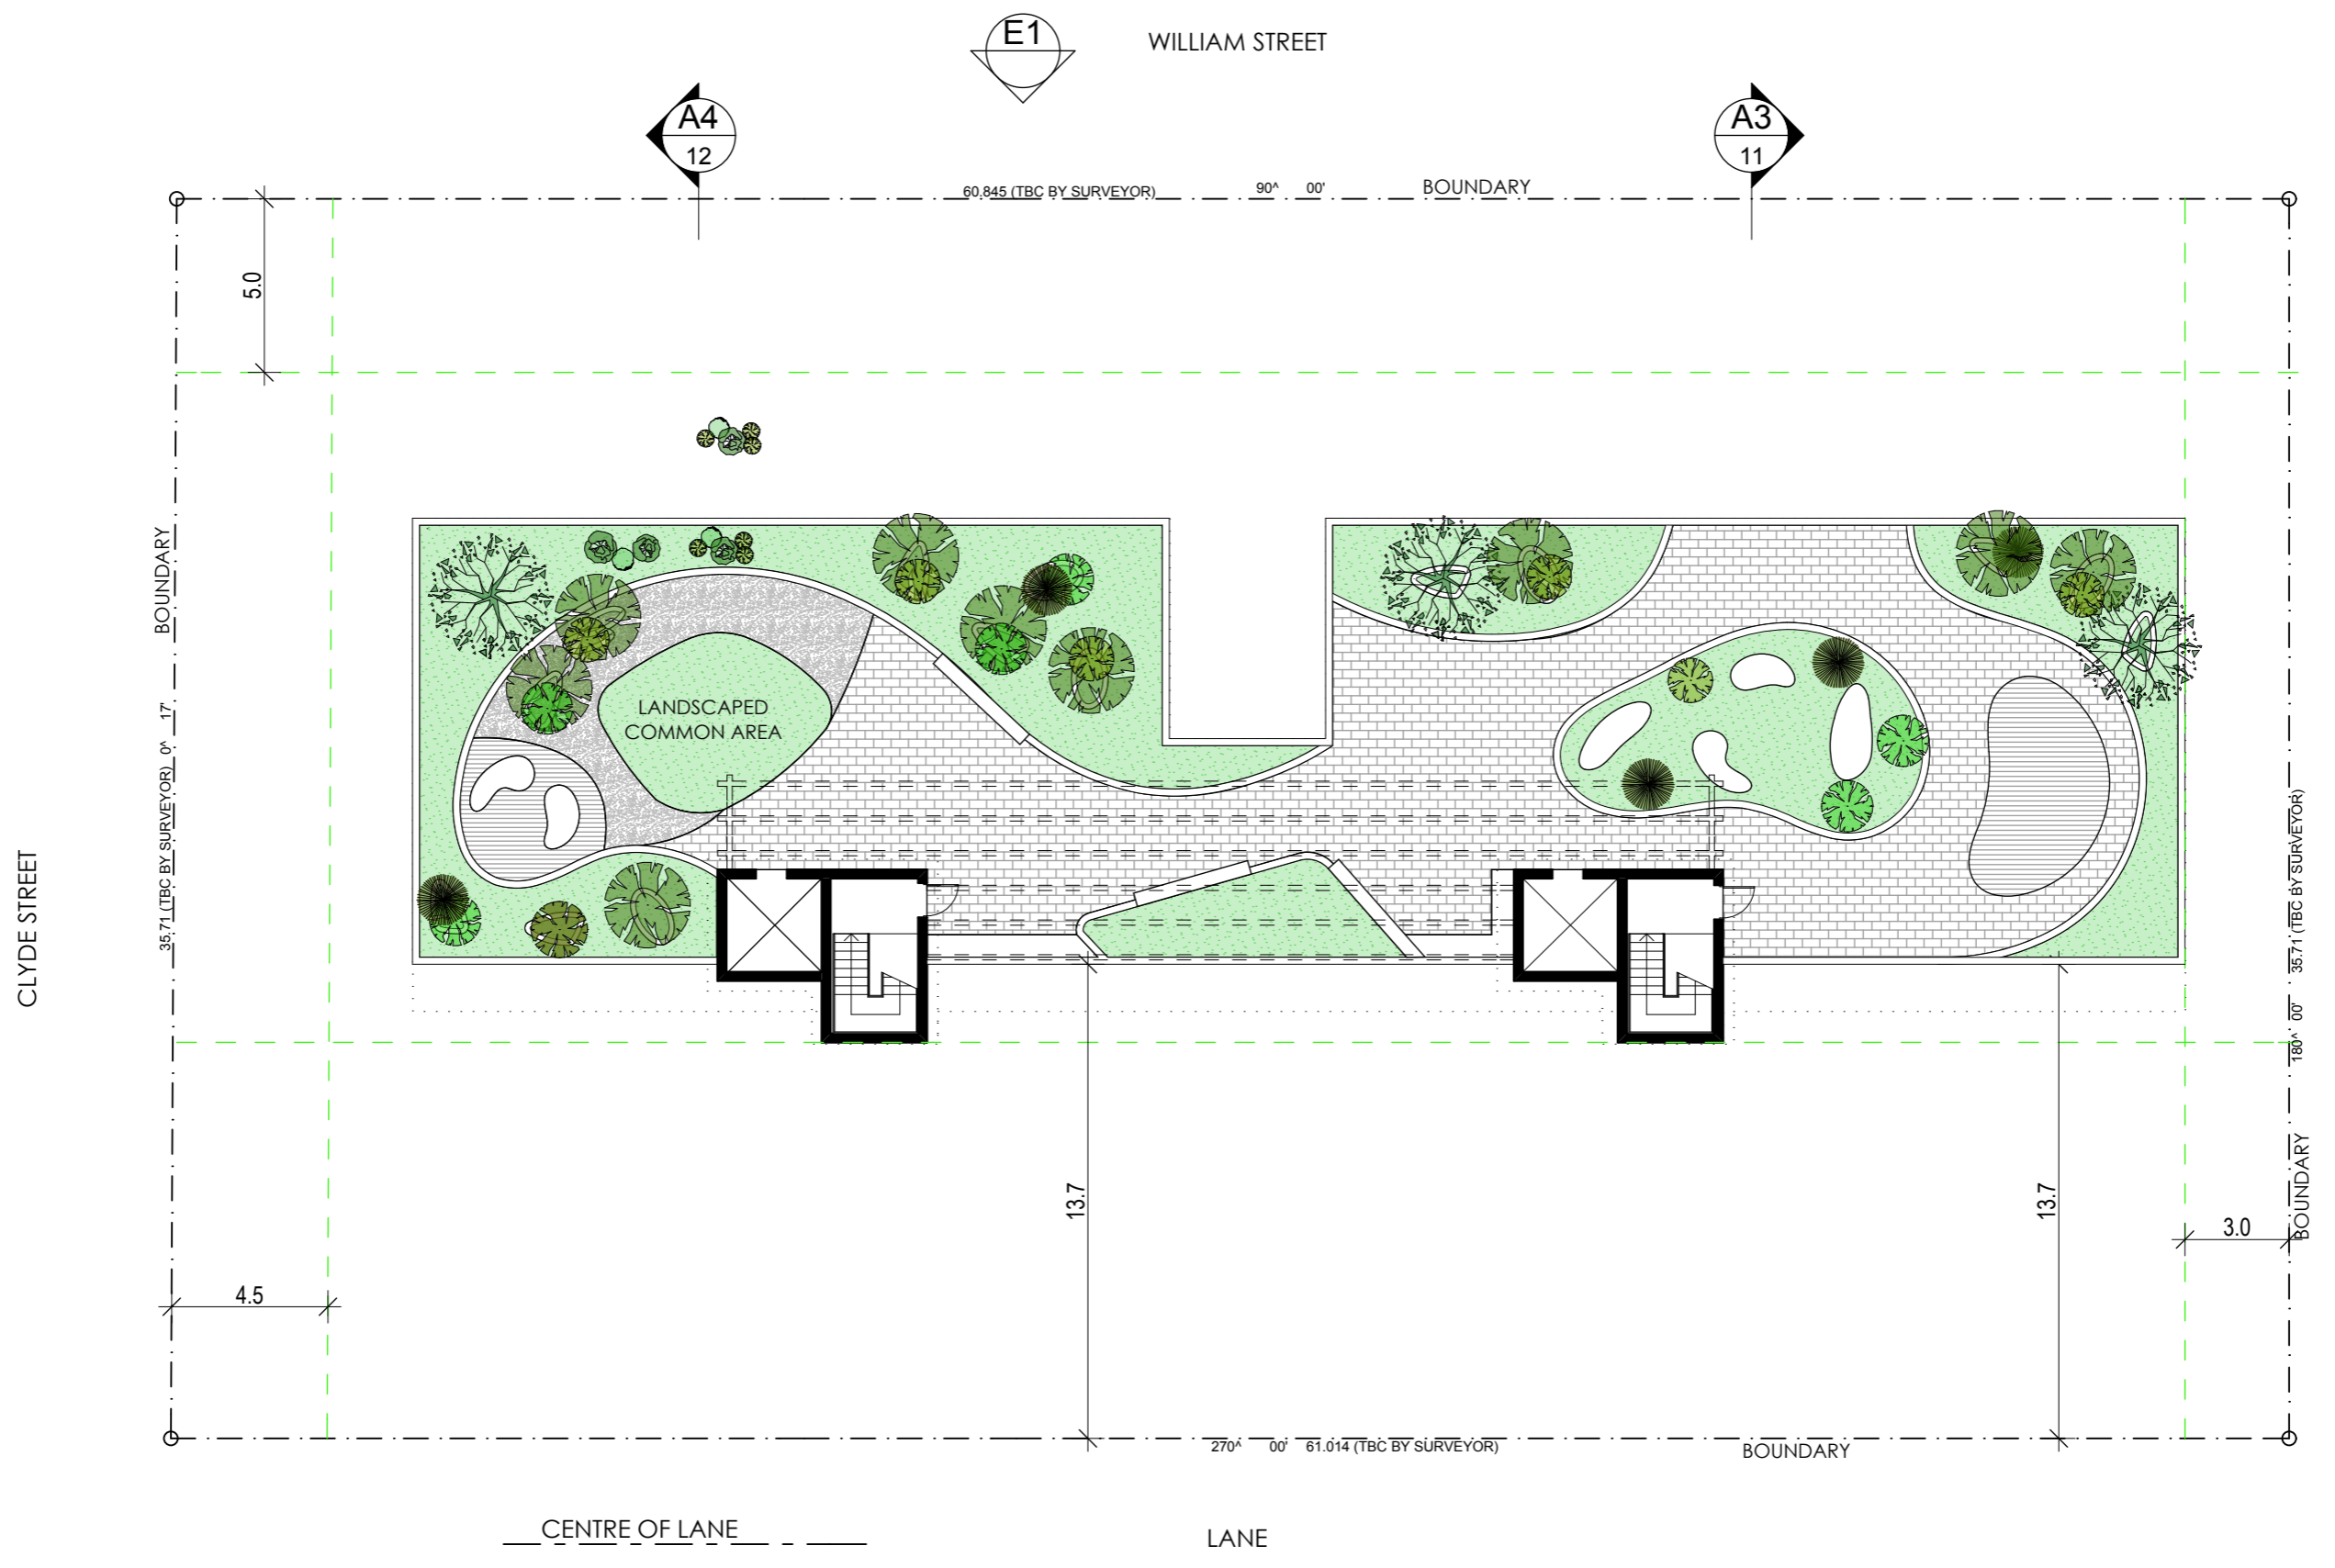 E1
WILLIAM STREET
A4
12
A3
11
60.845 (TBC BY SURVEYOR) 90^ 00' BOUNDARY
5.0
BOUNDARY
35.71 (TBC BY SURVEYOR) 0^ 17'
CLYDE STREET
LANDSCAPED
COMMON AREA
35.71 (TBC BY SURVEYOR)
180^ 00'
BOUNDARY
13.7
13.7
3.0
4.5
270^ 00' 61.014 (TBC BY SURVEYOR)
BOUNDARY
CENTRE OF LANE
LANE